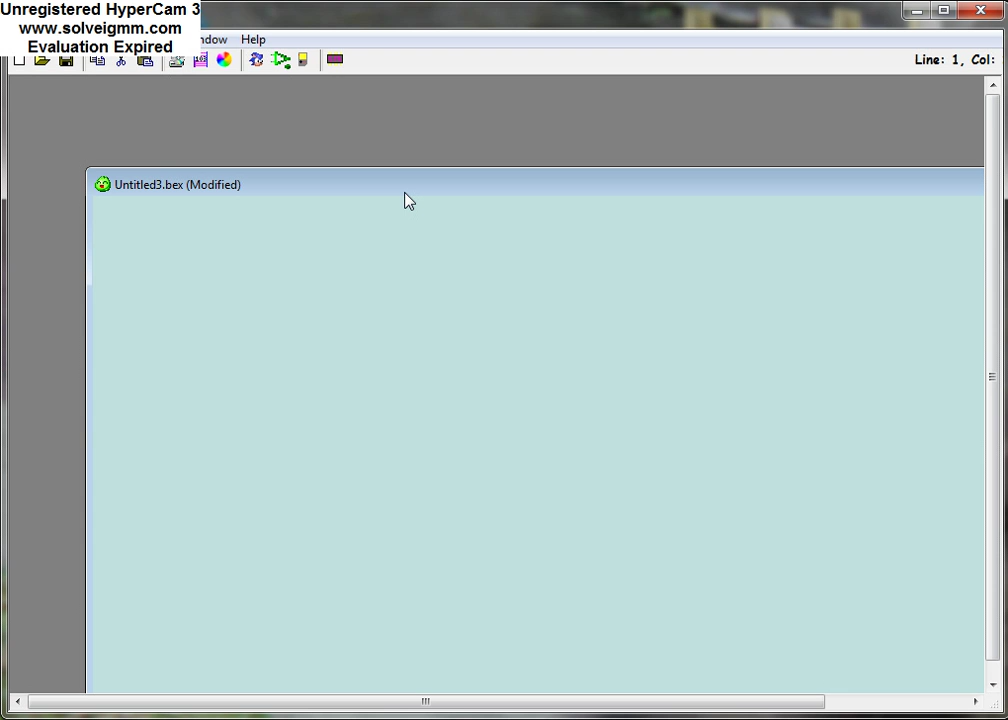 Unregistered HyperCam 3
www.solveigmm.com
Evaluation Expired
ndow Help
Line: 1, Col:
Untitled3.bex (Modified)